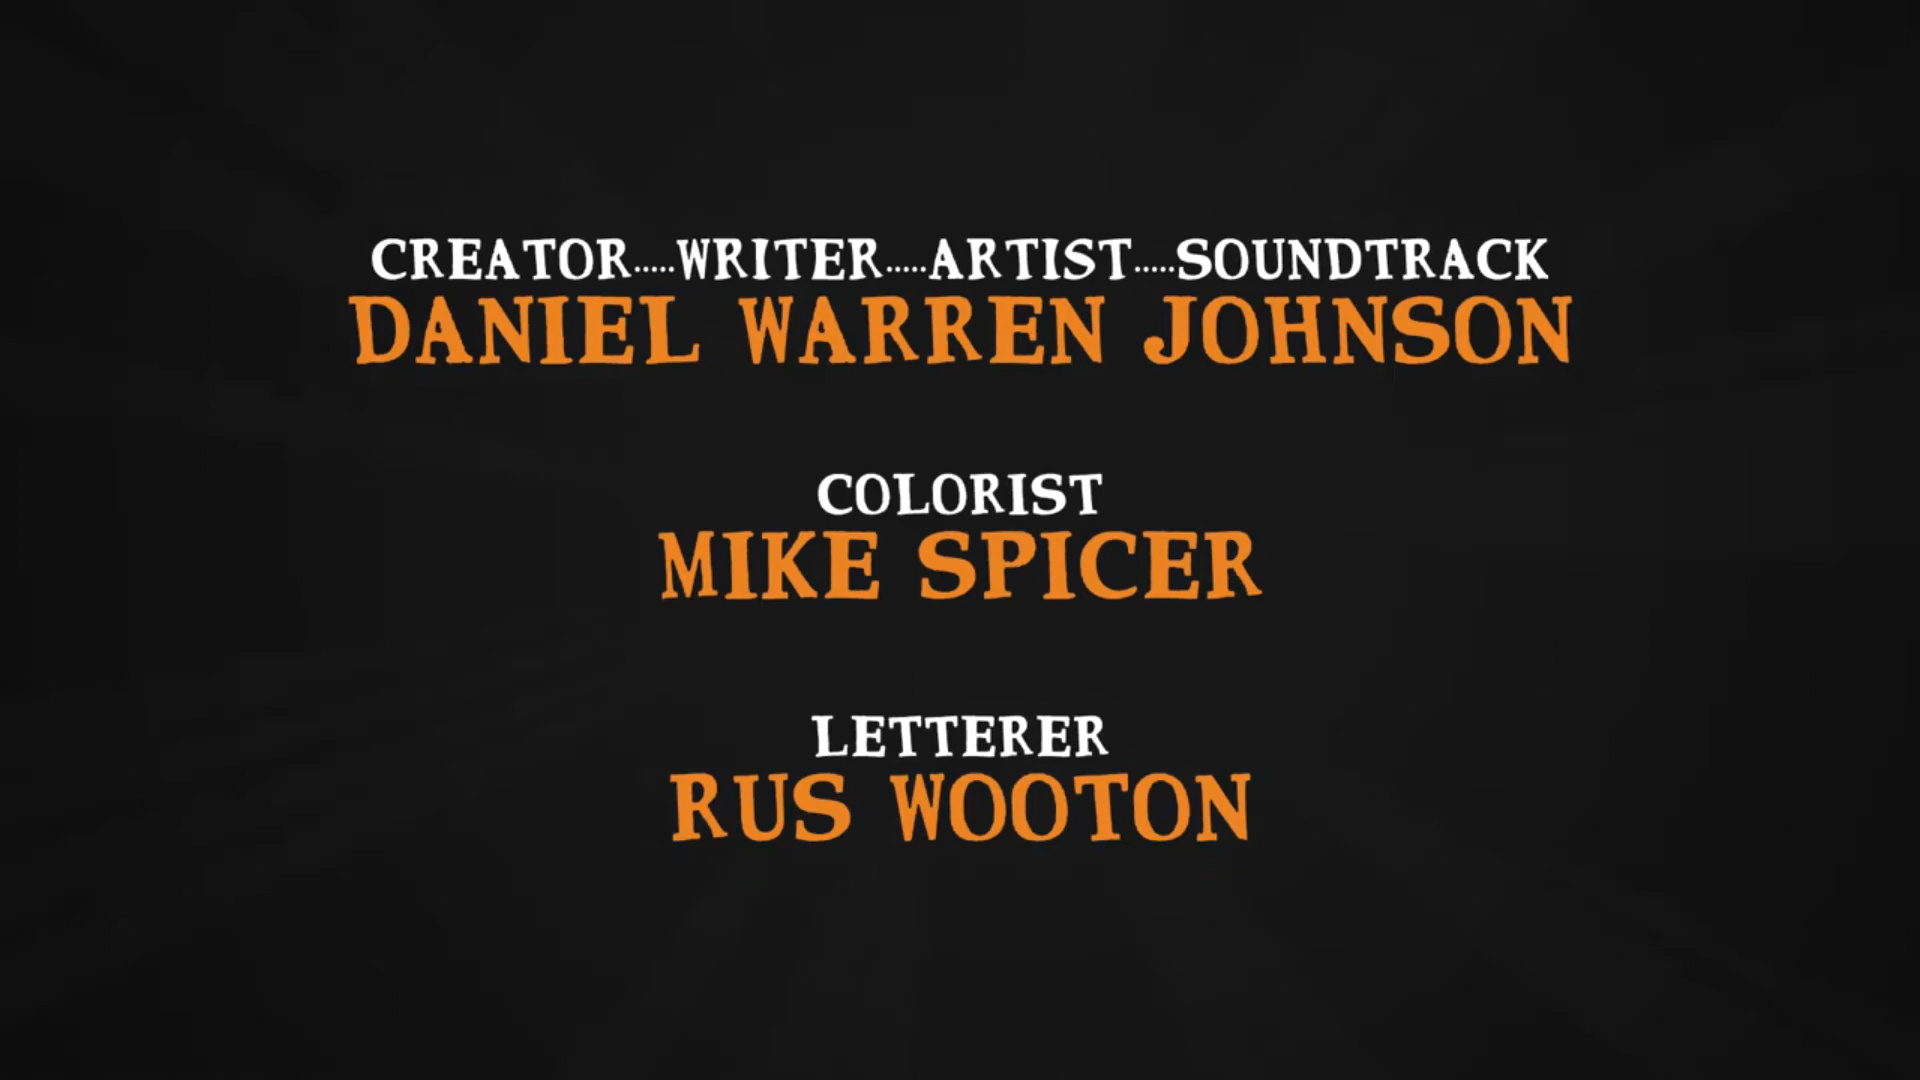 CREATOR.....WRITER.....ARTIST.....SOUNDTRACK
DANIEL WARREN JOHNSON
COLORIST
MIKE SPICER
LETTERER
RUS WOOTON